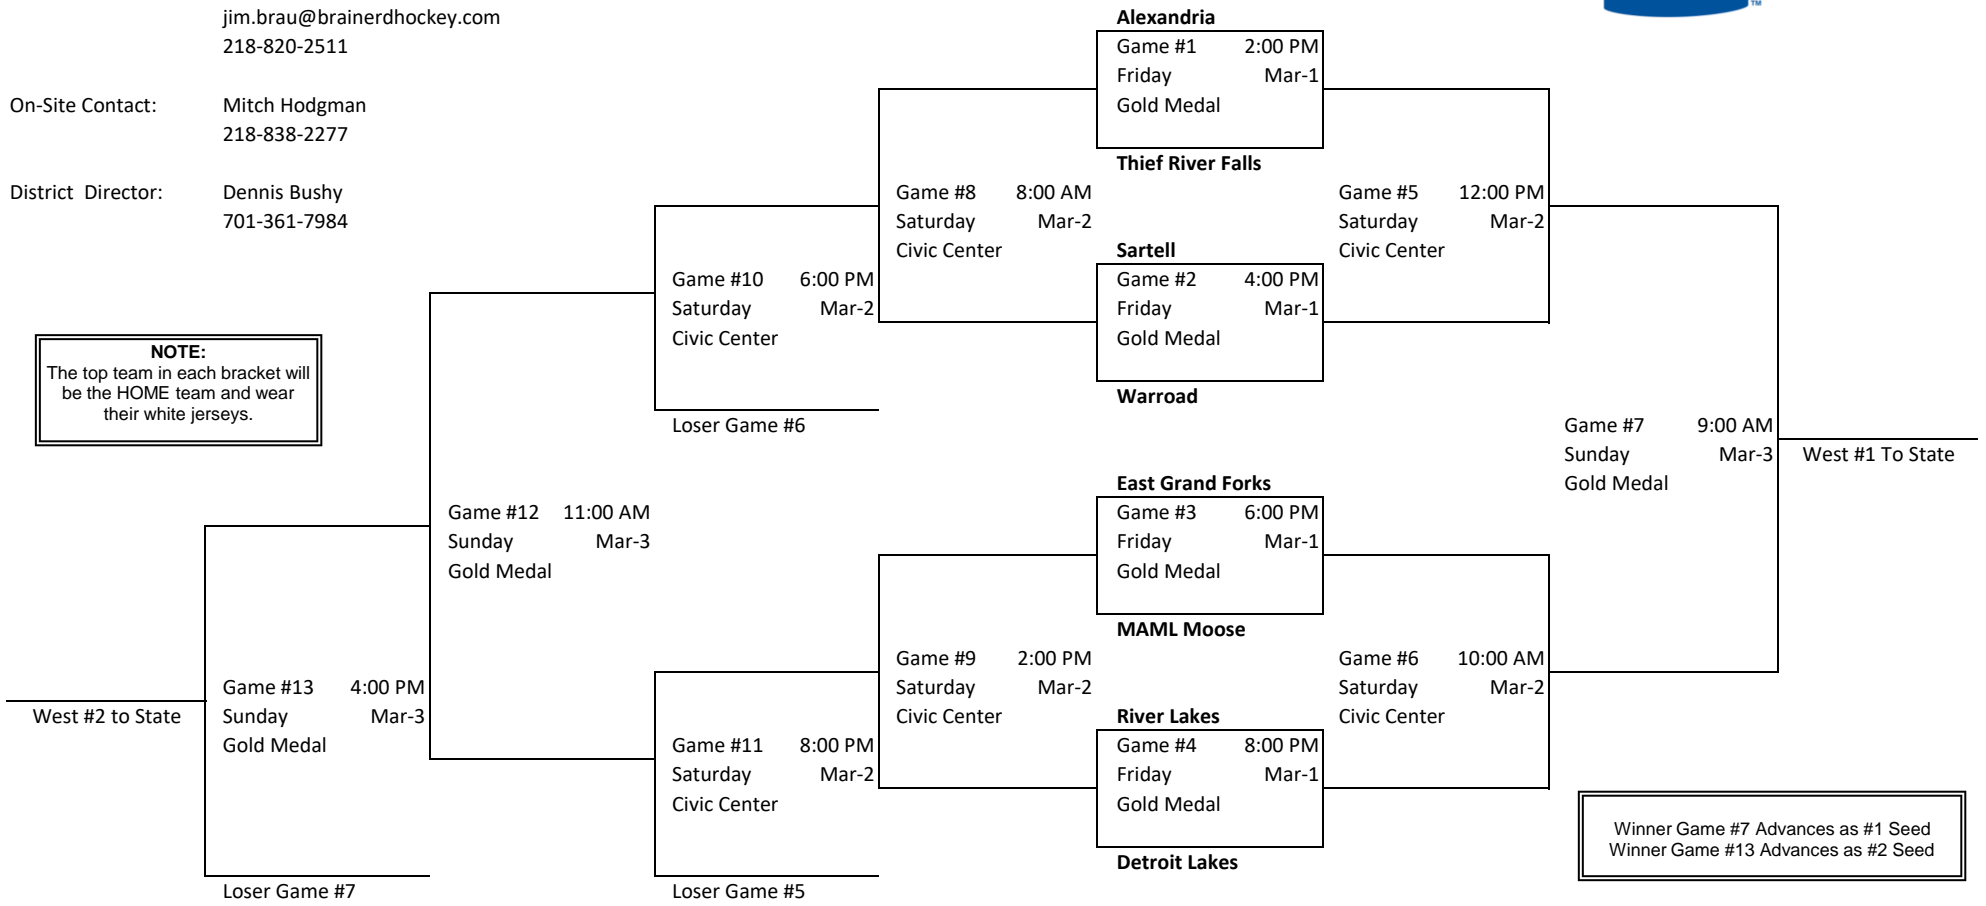 jim.brau@brainerdhockey.com
218-820-2511
On-Site Contact: Mitch Hodgman
218-838-2277
District Director: Dennis Bushy
701-361-7984
NOTE:
The top team in each bracket will
be the HOME team and wear
their white jerseys.
Alexandria
Game #1 2:00 PM
Friday Mar-1
Gold Medal
Thief River Falls
Game #8 8:00 AM
Saturday Mar-2
Civic Center
Game #5 12:00 PM
Saturday Mar-2
Civic Center
Sartell
Game #2 4:00 PM
Friday Mar-1
Gold Medal
Warroad
Game #10 6:00 PM
Saturday Mar-2
Civic Center
Loser Game #6
Game #7 9:00 AM
Sunday Mar-3
Gold Medal
West #1 To State
East Grand Forks
Game #3 6:00 PM
Friday Mar-1
Gold Medal
MAML Moose
Game #12 11:00 AM
Sunday Mar-3
Gold Medal
Game #9 2:00 PM
Saturday Mar-2
Civic Center
Game #6 10:00 AM
Saturday Mar-2
Civic Center
River Lakes
Game #4 8:00 PM
Friday Mar-1
Gold Medal
Detroit Lakes
West #2 to State
Game #13 4:00 PM
Sunday Mar-3
Gold Medal
Loser Game #7
Game #11 8:00 PM
Saturday Mar-2
Civic Center
Loser Game #5
Winner Game #7 Advances as #1 Seed
Winner Game #13 Advances as #2 Seed
TM